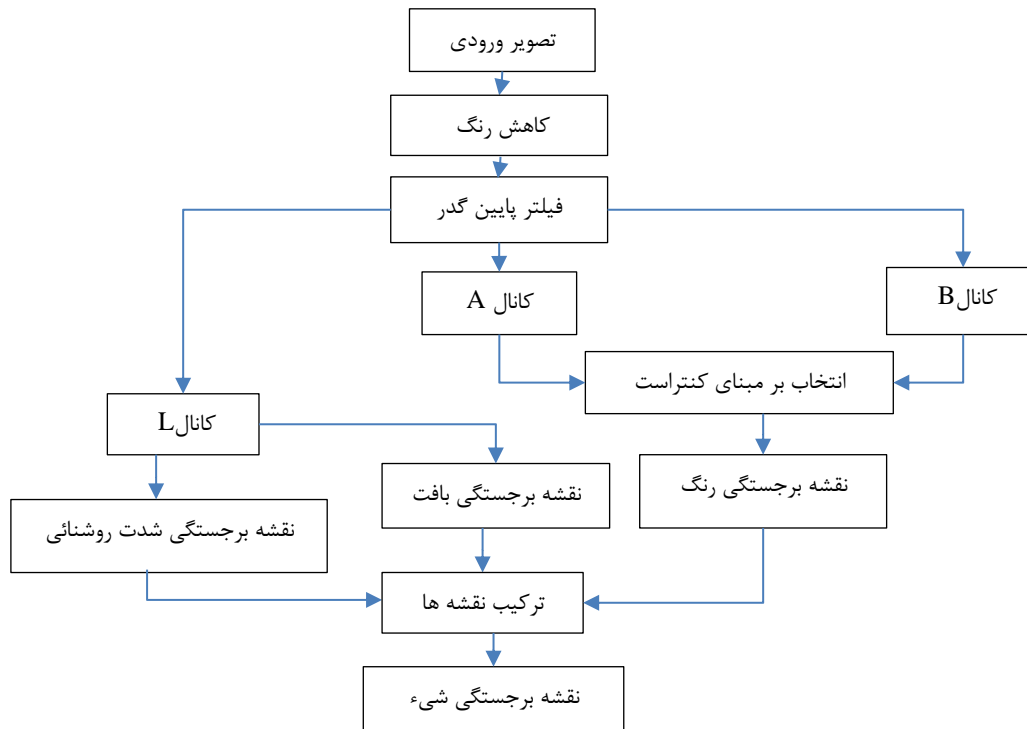 تصویر ورودی
کاهش رنگ
فیلتر پایین گدر
کانال A
کانالB
انتخاب بر مبنای کنتراست
کانالL
نقشه برجستگی رنگ
نقشه برجستگی بافت
نقشه برجستگی شدت روشنائی
ترکیب نقشه ها
نقشه برجستگی شیء